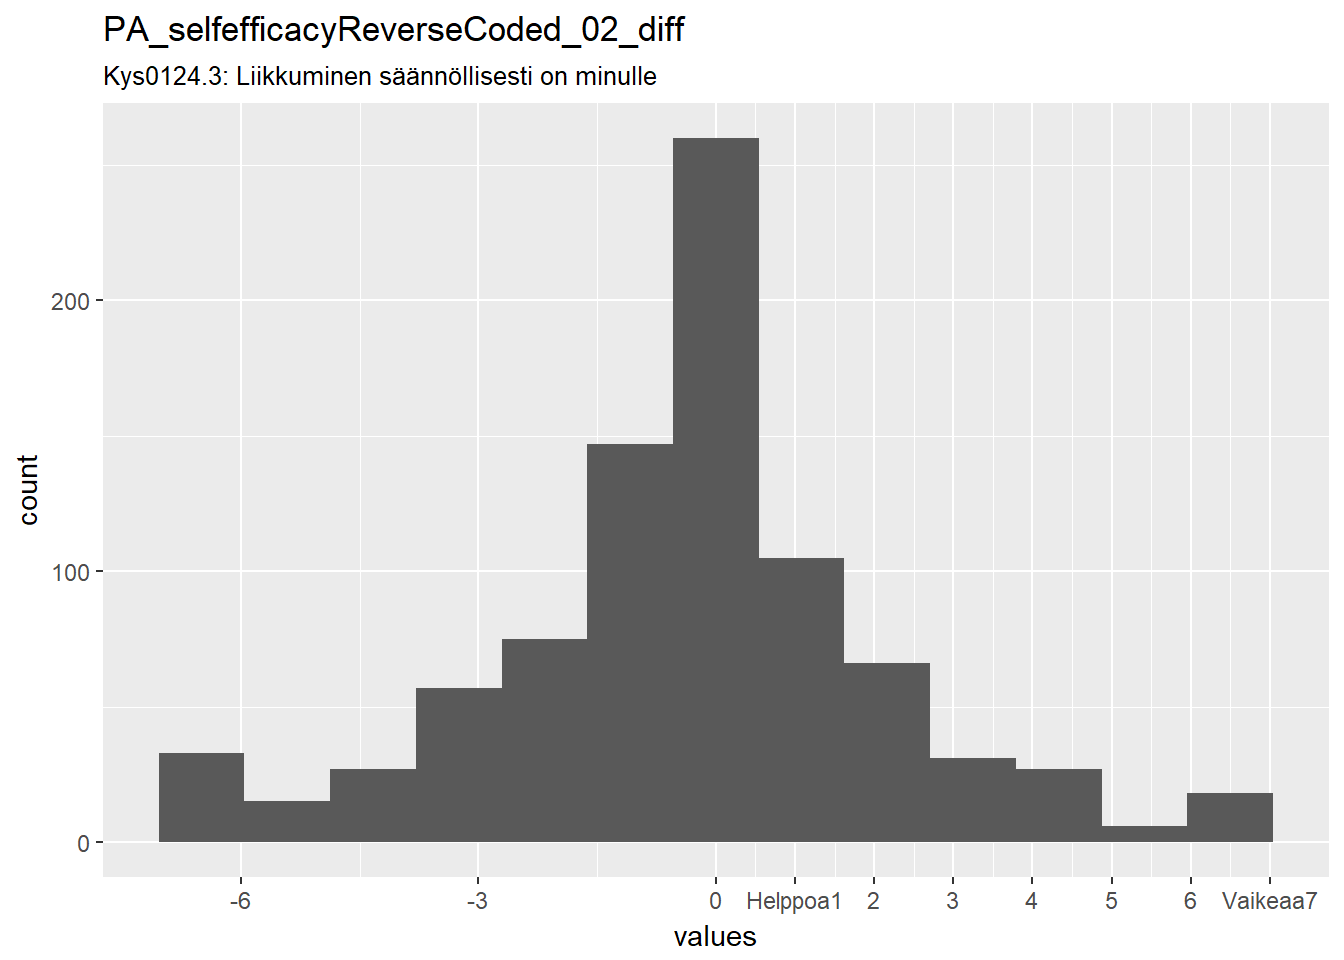 PA_selfefficacyReverseCoded_02_diff
Kys0124.3: Liikkuminen säännöllisesti on minulle
count
200
100
0
-6 -3 0 Helppoa1 2 3 4 5 6 Vaikeaa7
values